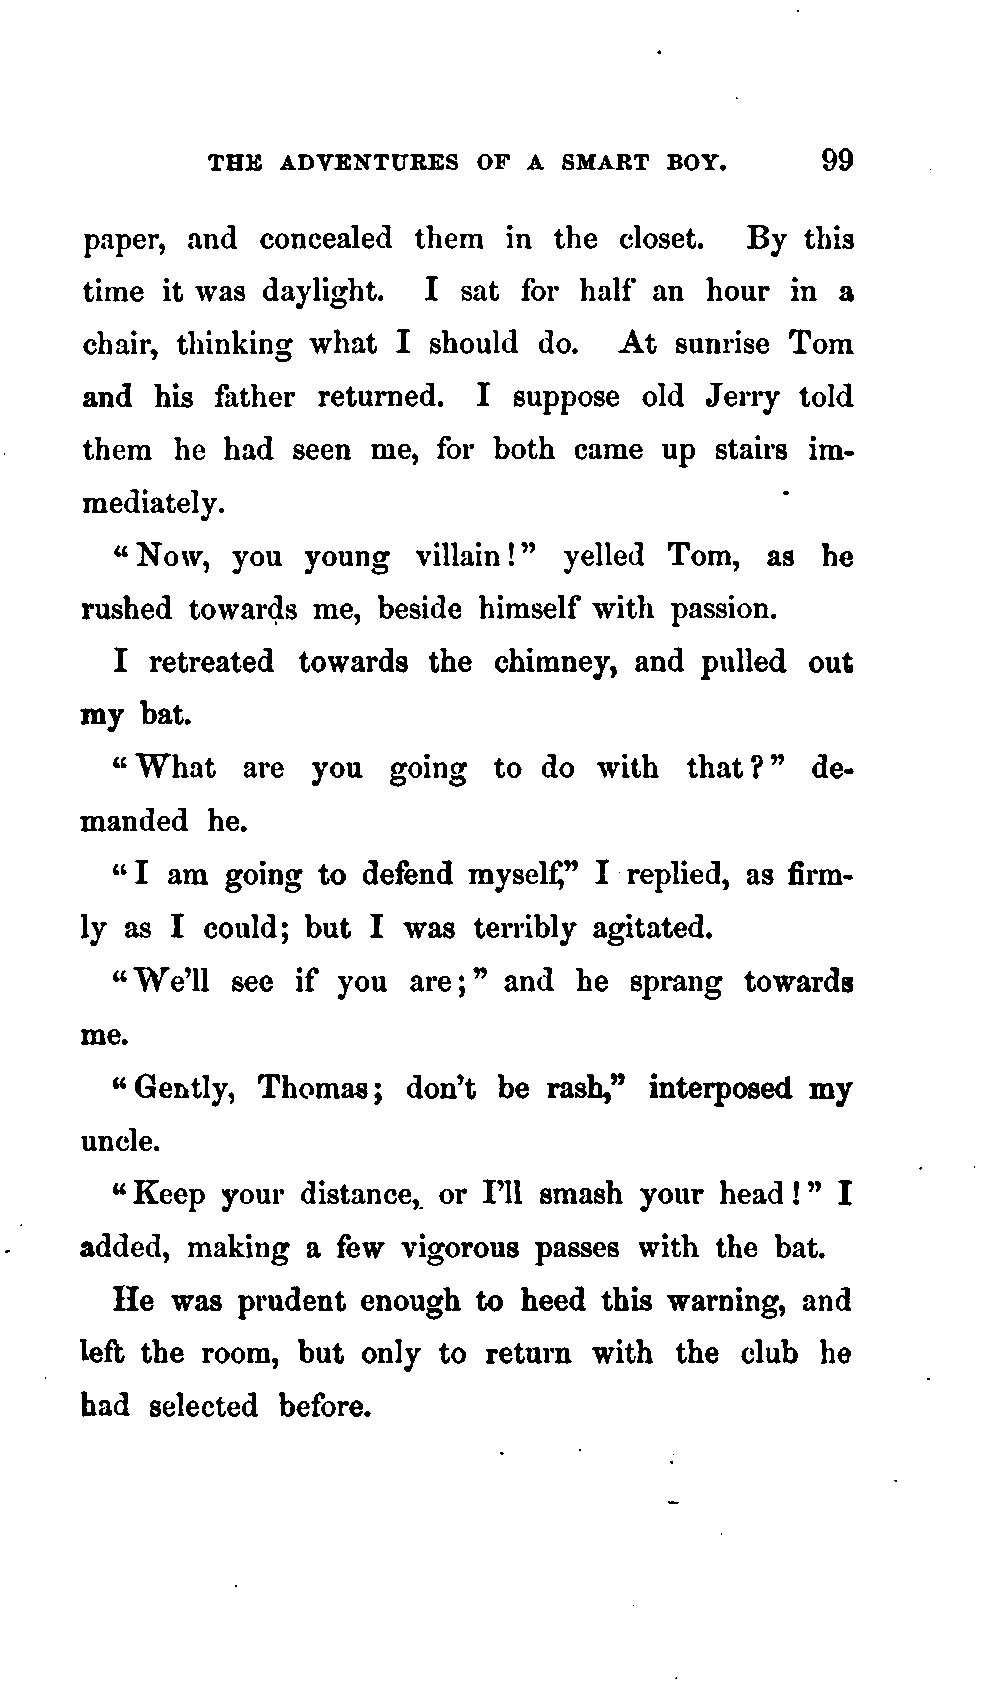 THE ADVENTURES OF A SMART BOY. 99
paper, and concealed them in the closet. By this
time it was daylight. I sat for half an hour in a
chair, thinking what I should do. At sunrise Tom
and his father returned. I suppose old Jerry told
them he had seen me, for both came up stairs im-
mediately.
“Now, you young villain!” yelled Tom, as he
rushed towards me, beside himself with passion.
I retreated towards the chimney, and pulled out
my bat.
“What are you going to do with that?” de-
manded he.
“I am going to defend myself,” I replied, as firm-
ly as I could; but I was terribly agitated.
“We’ll see if you are;” and he sprang towards
me.
“Gently, Thomas; don’t be rash,” interposed my
uncle.
“Keep your distance, or I’ll smash your head!” I
added, making a few vigorous passes with the bat.
He was prudent enough to heed this warning, and
left the room, but only to return with the club he
had selected before.